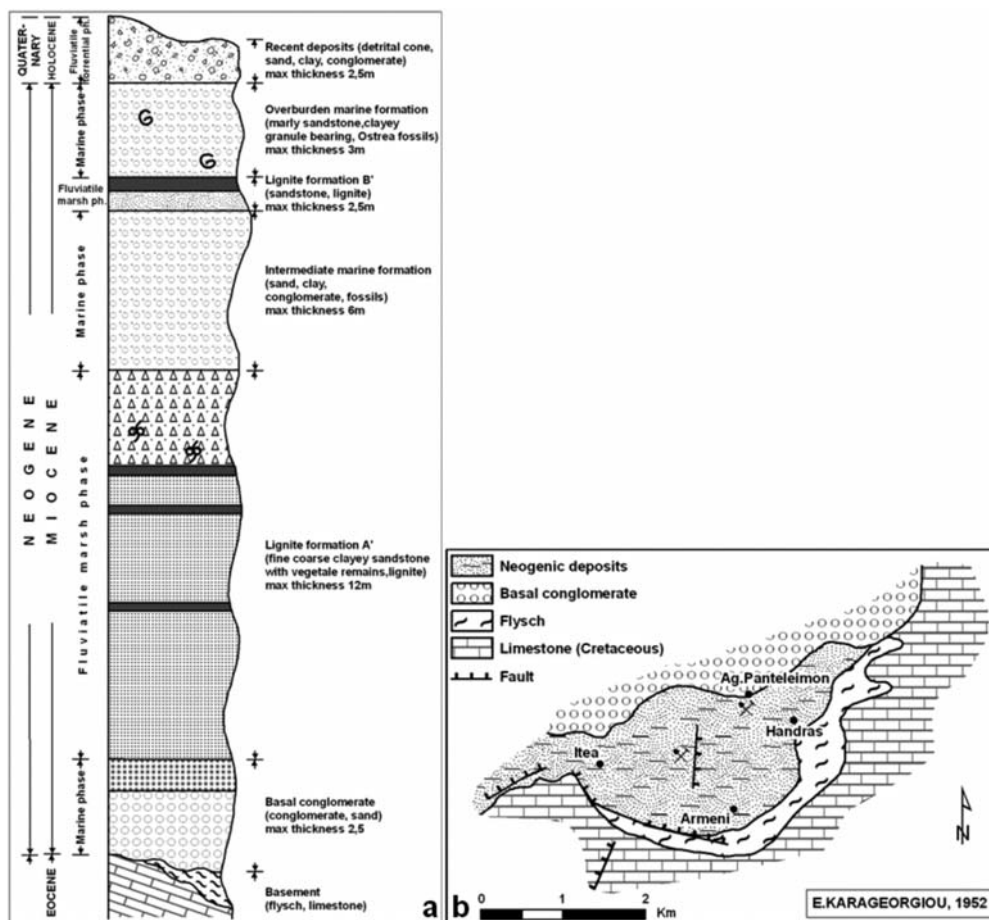 QUATER-
NARY
HOLOCENE
Fluviatile
torrential ph.
Recent deposits (detrital cone,
sand, clay, conglomerate)
max thickness 2,5m
Marine phase
Overburden marine formation
(marly sandstone,clayey
granule bearing, Ostrea fossils)
max thickness 3m
Fluviatile
marsh ph.
Lignite formation B'
(sandstone, lignite)
max thickness 2,5m
Marine phase
Intermediate marine formation
(sand, clay,
conglomerate, fossils)
max thickness 6m
NEOGENE
MIOCENE
Fluviatile marsh phase
Lignite formation A'
(fine coarse clayey sandstone
with vegetale remains,lignite)
max thickness 12m
Marine phase
Basal conglomerate
(conglomerate, sand)
max thickness 2,5
EOCENE
Basement
(flysch, limestone)
a
Neogenic deposits
Basal conglomerate
Flysch
Limestone (Cretaceous)
Fault
Ag.Panteleimon
Handras
Itea
Armeni
N
b
0 1 2
Km
E.KARAGEORGIOU, 1952